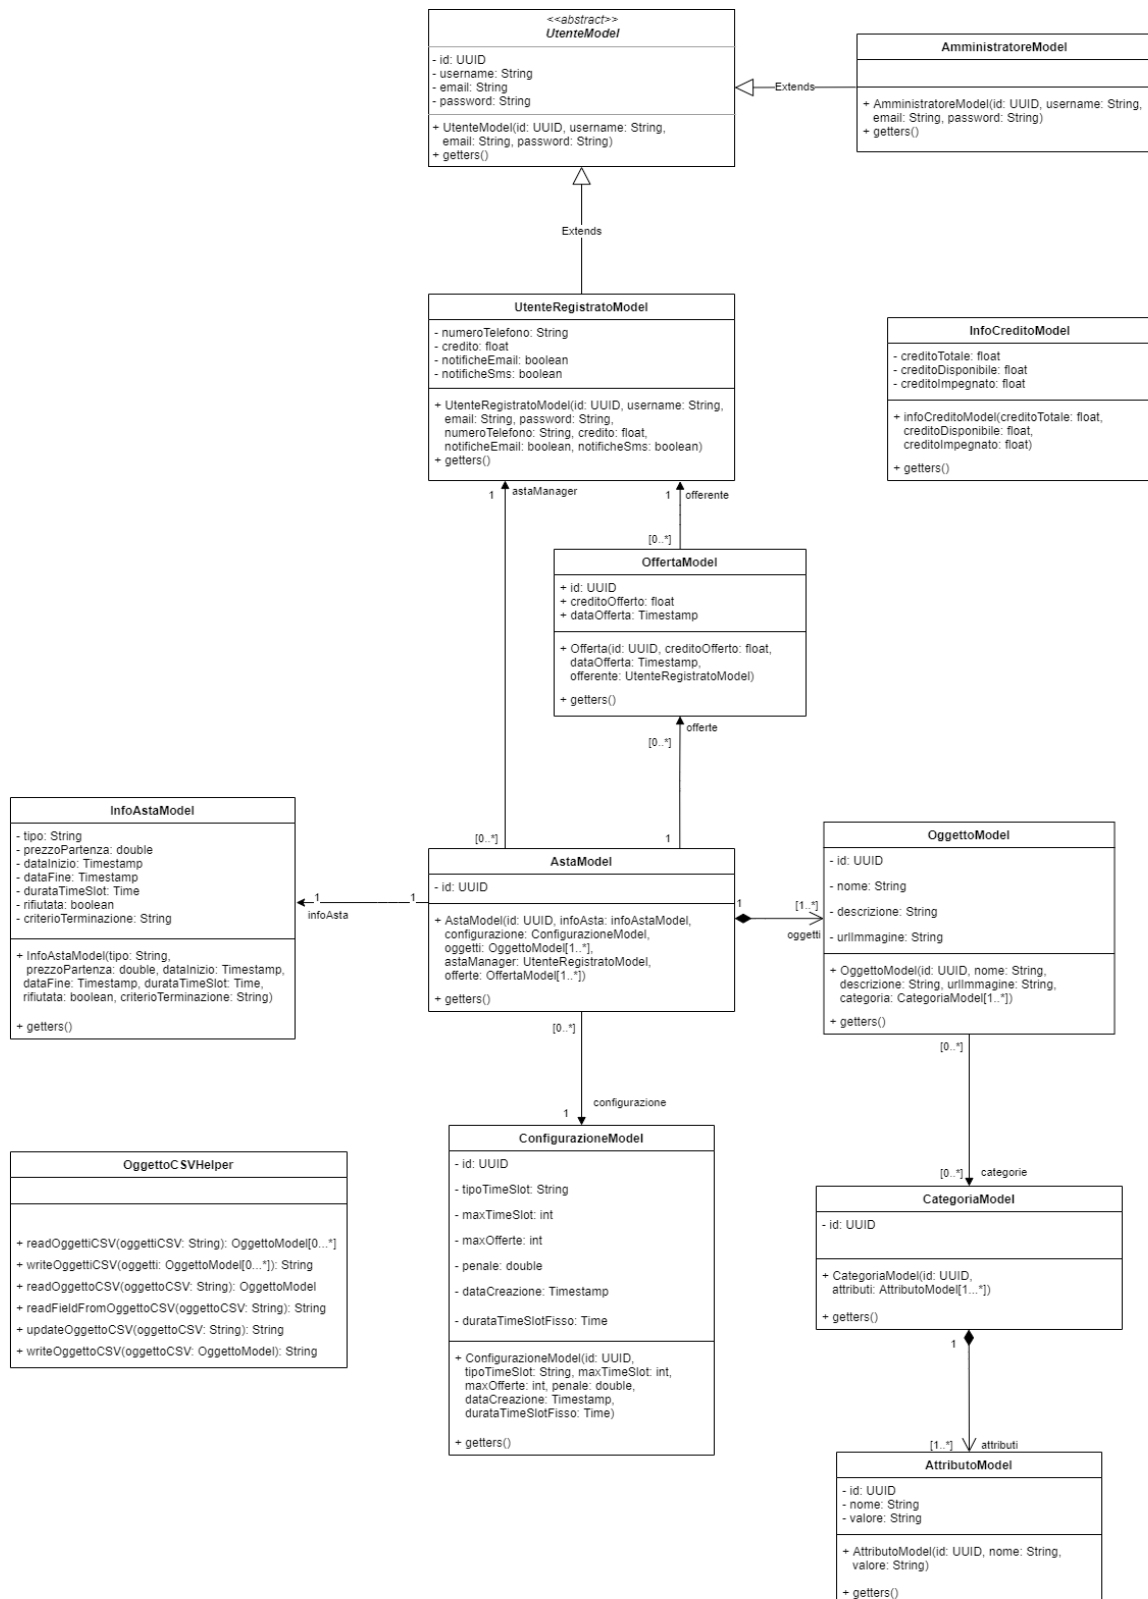 <<abstract>>
UtenteModel
- id: UUID
- username: String
- email: String
- password: String
+ UtenteModel(id: UUID, username: String,
email: String, password: String)
+ getters()
AmministratoreModel
+ AmministratoreModel(id: UUID, username: String,
email: String, password: String)
+ getters()
Extends
Extends
UtenteRegistratoModel
- numeroTelefono: String
- credito: float
- notificheEmail: boolean
- notificheSms: boolean
+ UtenteRegistratoModel(id: UUID, username: String,
email: String, password: String,
numeroTelefono: String, credito: float,
notificheEmail: boolean, notificheSms: boolean)
+ getters()
InfoCreditoModel
- creditoTotale: float
- creditoDisponibile: float
- creditoImpegnato: float
+ infoCreditoModel(creditoTotale: float,
creditoDisponibile: float,
creditoImpegnato: float)
+ getters()
1
astaManager
1
offerente
[0..*]
OffertaModel
+ id: UUID
+ creditoOfferto: float
+ dataOfferta: Timestamp
+ Offerta(id: UUID, creditoOfferto: float,
dataOfferta: Timestamp,
offerente: UtenteRegistratoModel)
+ getters()
offerte
[0..*]
[0..*]
1
InfoAstaModel
- tipo: String
- prezzoPartenza: double
- dataInizio: Timestamp
- dataFine: Timestamp
- durataTimeSlot: Time
- rifiutata: boolean
- criterioTerminazione: String
+ InfoAstaModel(tipo: String,
prezzoPartenza: double, dataInizio: Timestamp,
dataFine: Timestamp, durataTimeSlot: Time,
rifiutata: boolean, criterioTerminazione: String)
+ getters()
1
1
infoAsta
AstaModel
- id: UUID
+ AstaModel(id: UUID, infoAsta: infoAstaModel,
configurazione: ConfigurazioneModel,
oggetti: OggettoModel[1..*],
astaManager: UtenteRegistratoModel,
offerte: OffertaModel[1..*])
+ getters()
1
[1..*]
oggetti
OggettoModel
- id: UUID
- nome: String
- descrizione: String
- urlImmagine: String
+ OggettoModel(id: UUID, nome: String,
descrizione: String, urlImmagine: String,
categoria: CategoriaModel[1..*])
+ getters()
[0..*]
[0..*]
configurazione
1
ConfigurazioneModel
- id: UUID
- tipoTimeSlot: String
- maxTimeSlot: int
- maxOfferte: int
- penale: double
- dataCreazione: Timestamp
- durataTimeSlotFisso: Time
+ ConfigurazioneModel(id: UUID,
tipoTimeSlot: String, maxTimeSlot: int,
maxOfferte: int, penale: double,
dataCreazione: Timestamp,
durataTimeSlotFisso: Time)
+ getters()
OggettoCSVHelper
+ readOggettiCSV(oggettiCSV: String): OggettoModel[0...*]
+ writeOggettiCSV(oggetti: OggettoModel[0...*]): String
+ readOggettoCSV(oggettoCSV: String): OggettoModel
+ readFieldFromOggettoCSV(oggettoCSV: String): String
+ updateOggettoCSV(oggettoCSV: String): String
+ writeOggettoCSV(oggettoCSV: OggettoModel): String
[0..*]
categorie
CategoriaModel
- id: UUID
+ CategoriaModel(id: UUID,
attributi: AttributoModel[1...*])
+ getters()
1
[1..*]
attributi
AttributoModel
- id: UUID
- nome: String
- valore: String
+ AttributoModel(id: UUID, nome: String,
valore: String)
+ getters()